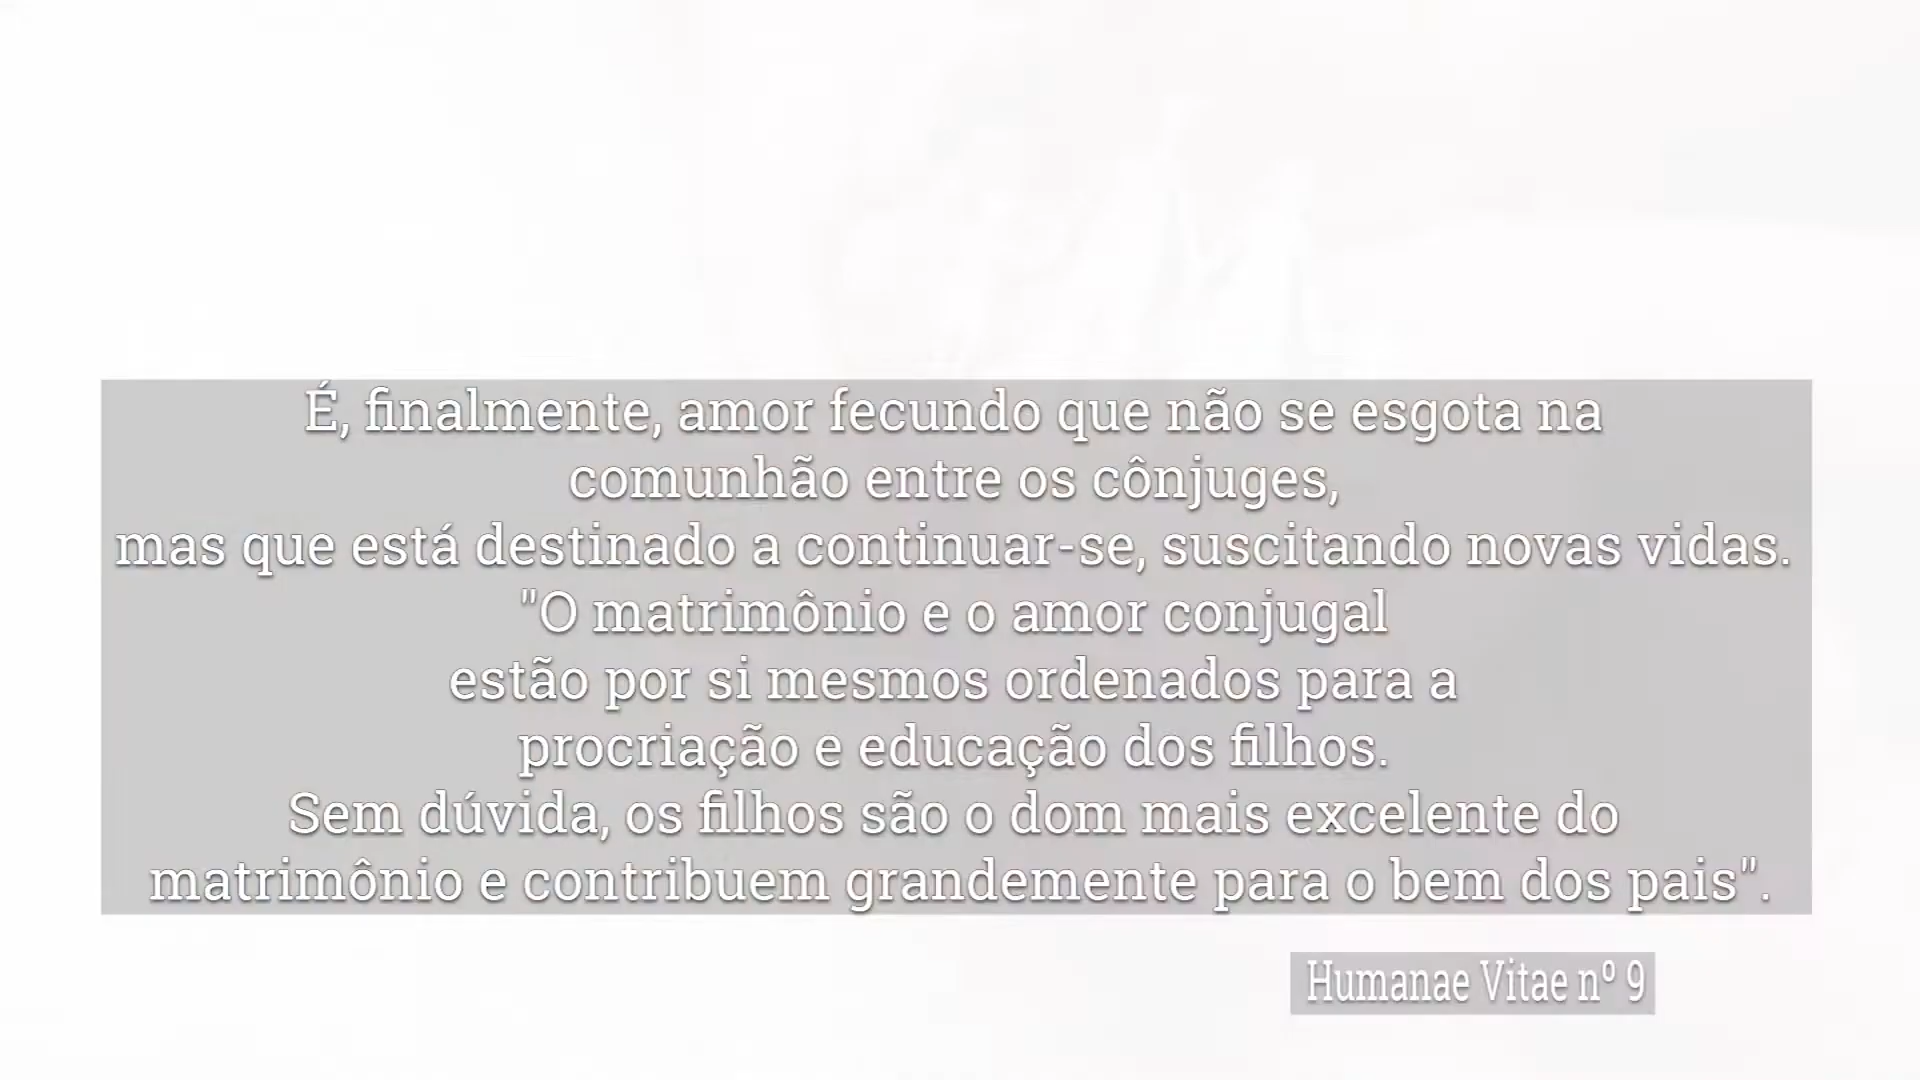 É, finalmente, amor fecundo que não se esgota na
comunhão entre os cônjuges,
mas que está destinado a continuar-se, suscitando novas vidas.
"O matrimônio e o amor conjugal
estão por si mesmos ordenados para a
procriação e educação dos filhos.
Sem dúvida, os filhos são o dom mais excelente do
matrimônio e contribuem grandemente para o bem dos pais".
Humanae Vitae nº 9